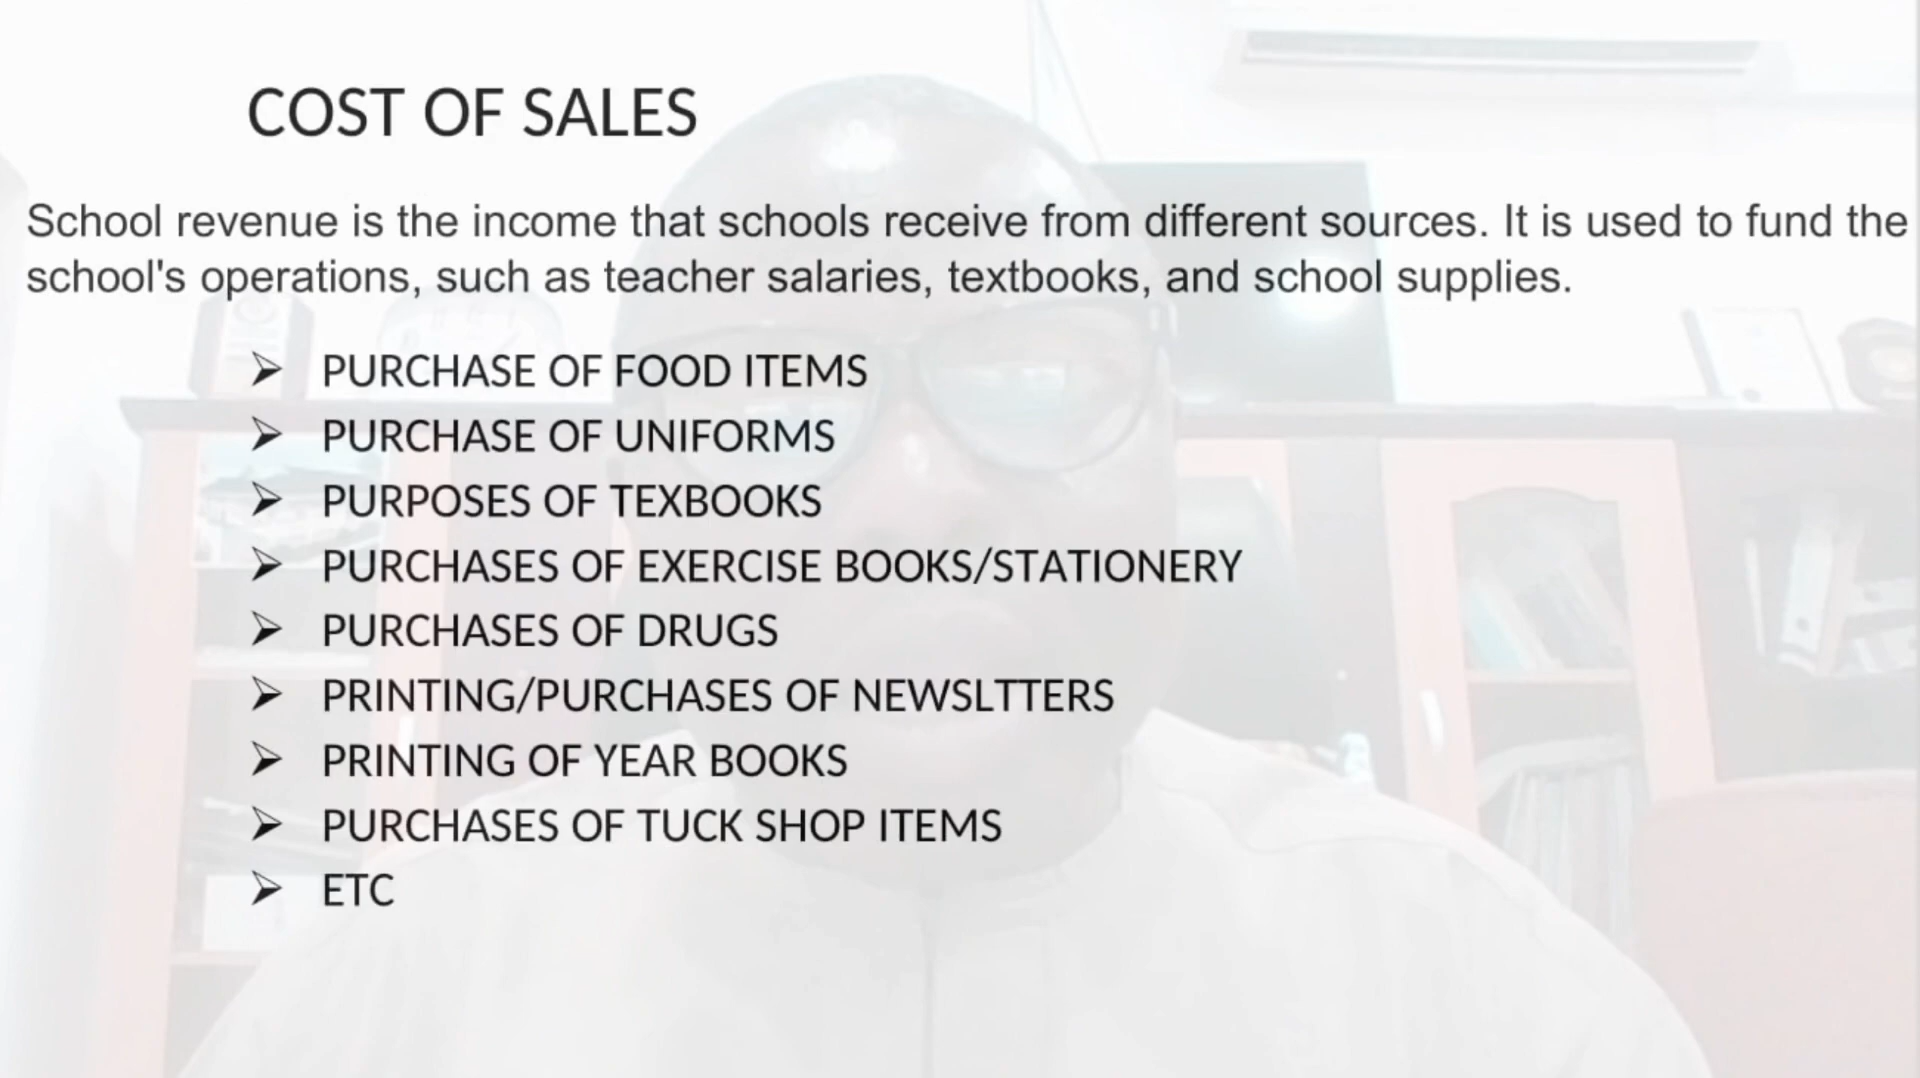 COST OF SALES
School revenue is the income that schools receive from different sources. It is used to fund the
school's operations, such as teacher salaries, textbooks, and school supplies.
➢ PURCHASE OF FOOD ITEMS
➢ PURCHASE OF UNIFORMS
➢ PURPOSES OF TEXBOOKS
➢ PURCHASES OF EXERCISE BOOKS/STATIONERY
➢ PURCHASES OF DRUGS
➢ PRINTING/PURCHASES OF NEWSLTTERS
➢ PRINTING OF YEAR BOOKS
➢ PURCHASES OF TUCK SHOP ITEMS
➢ ETC